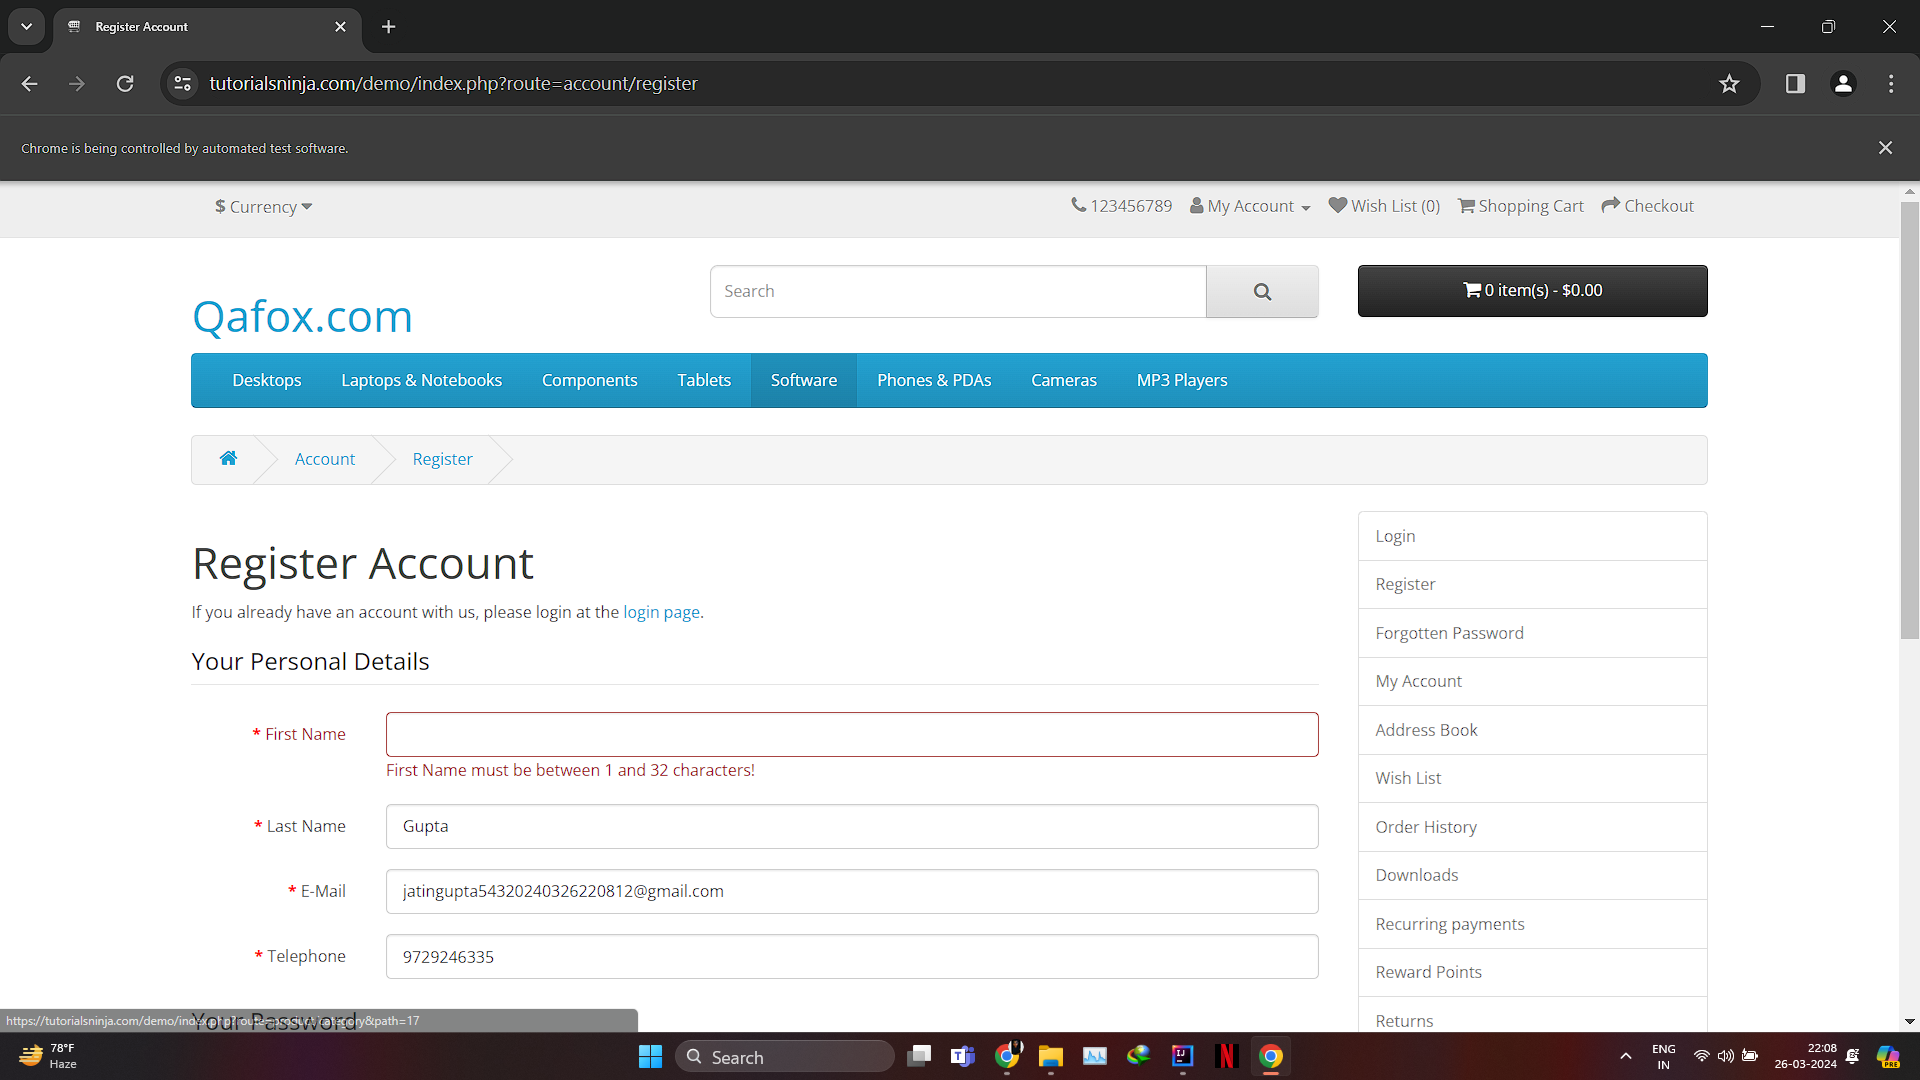 Register Account
tutorialsninja.com/demo/index.php?route=account/register
Chrome is being controlled by automated test software.
$ Currency
123456789 My Account Wish List (0) Shopping Cart Checkout
Qafox.com
Search
0 item(s) - $0.00
Desktops Laptops & Notebooks Components Tablets Software Phones & PDAs Cameras MP3 Players
Account Register
Register Account
If you already have an account with us, please login at the login page.
Your Personal Details
* First Name
First Name must be between 1 and 32 characters!
* Last Name Gupta
* E-Mail jatingupta54320240326220812@gmail.com
* Telephone 9729246335
Your Password
Login
Register
Forgotten Password
My Account
Address Book
Wish List
Order History
Downloads
Recurring payments
Reward Points
Returns
https://tutorialsninja.com/demo/index.php?route=product/category&path=17
78°F
Haze
Search
ENG
IN
22:08
26-03-2024